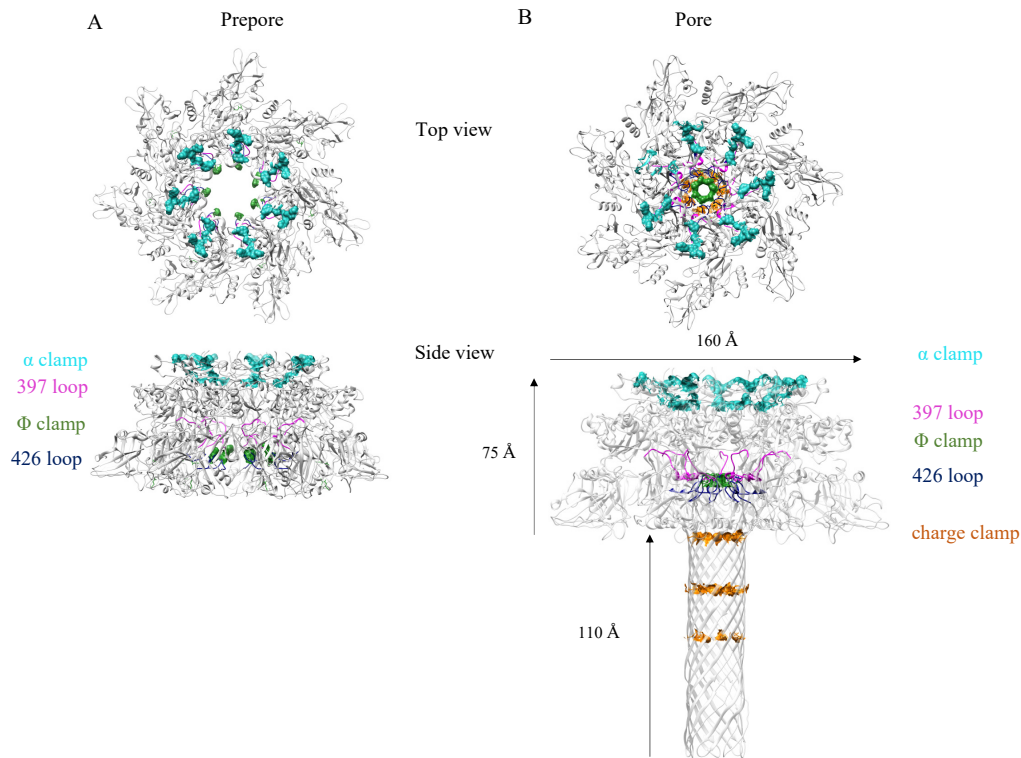 A
Prepore
B
Pore
Top view
Side view
α clamp
397 loop
Φ clamp
426 loop
160 Å
75 Å
110 Å
α clamp
397 loop
Φ clamp
426 loop
charge clamp